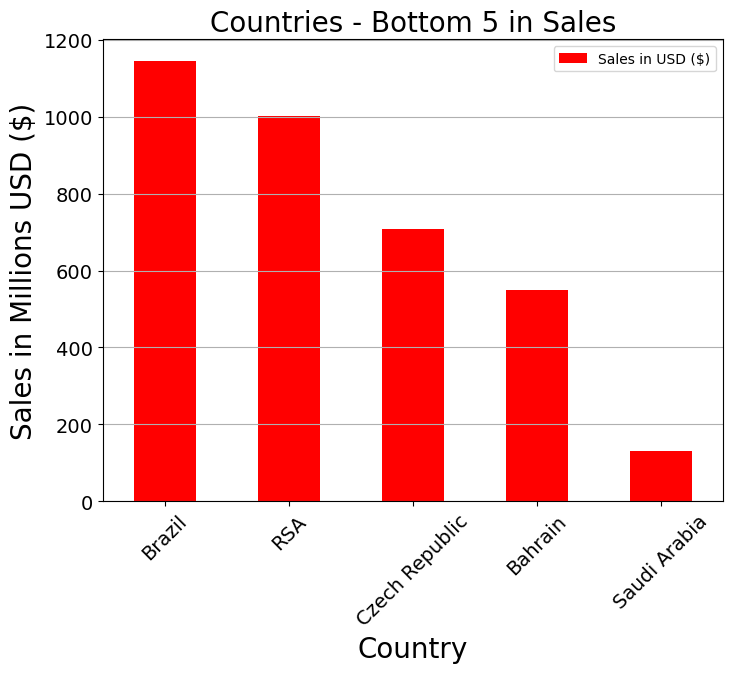 Countries - Bottom 5 in Sales
Sales in USD ($)
Sales in Millions USD ($)
1200
1000
800
600
400
200
0
Brazil
RSA
Czech Republic
Bahrain
Saudi Arabia
Country